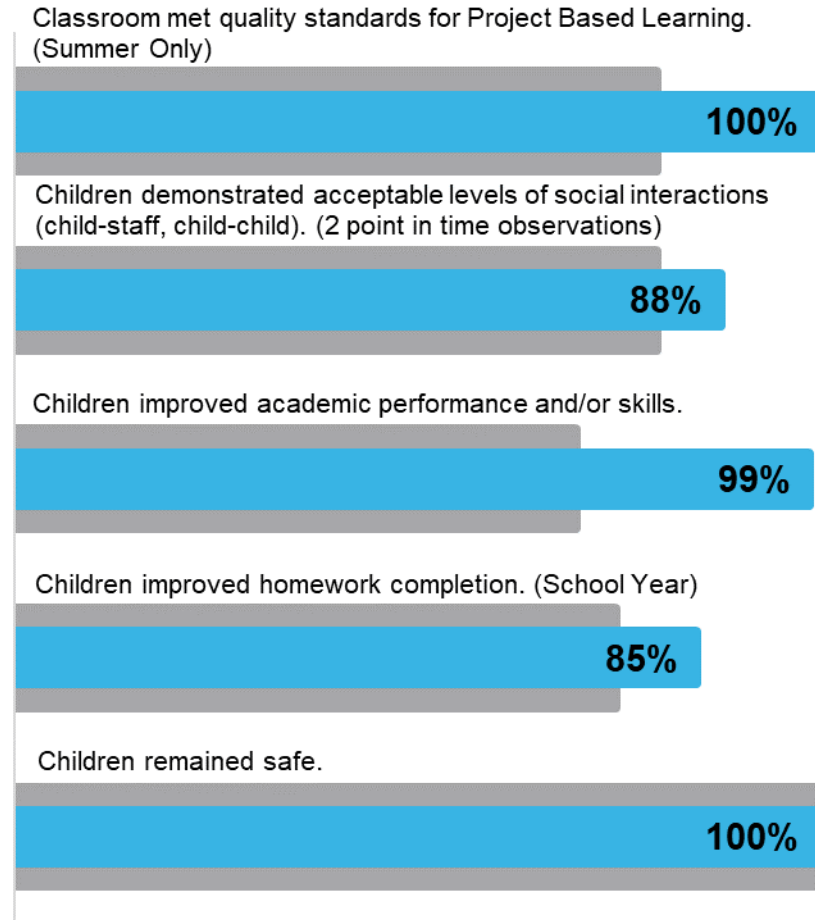 Classroom met quality standards for Project Based Learning.
(Summer Only)
100%
Children demonstrated acceptable levels of social interactions
(child-staff, child-child). (2 point in time observations)
88%
Children improved academic performance and/or skills.
99%
Children improved homework completion. (School Year)
85%
Children remained safe.
100%